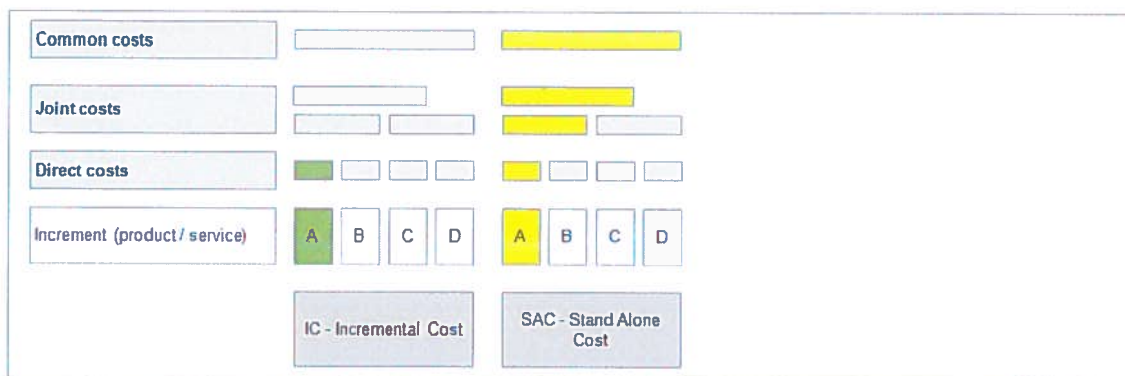 Common costs
Joint costs
Direct costs
Increment (product / service)
A B C D
A B C D
IC - Incremental Cost
SAC - Stand Alone
Cost